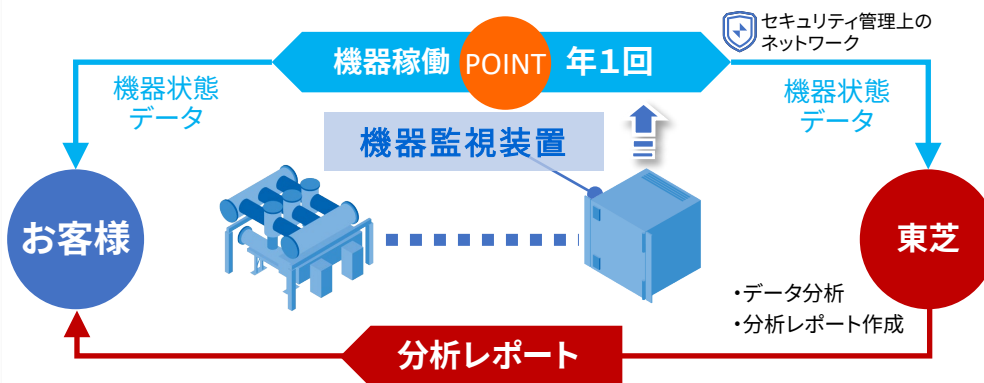 セキュリティ管理上の
ネットワーク
機器稼働 POINT 年1回
機器状態
データ
機器状態
データ
機器監視装置
お客様
東芝
・データ分析
・分析レポート作成
分析レポート